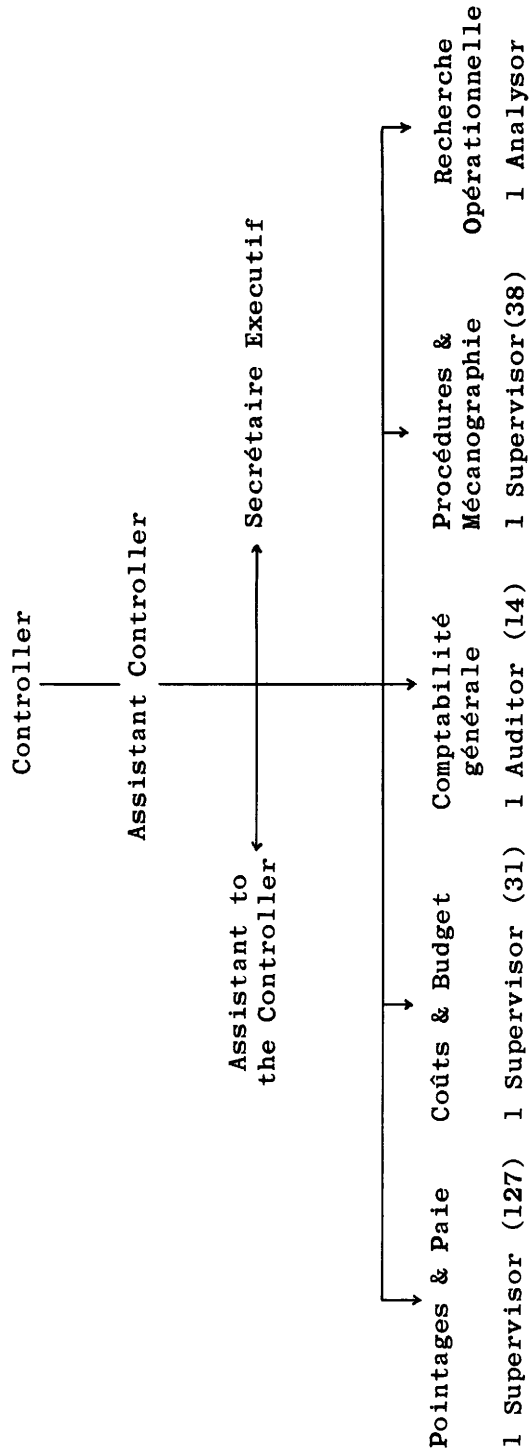 Controller
Assistant Controller
Assistant to
the Controller
Secrétaire Executif
Pointages & Paie
1 Supervisor (127)
Coûts & Budget
1 Supervisor (31)
Comptabilité
générale
1 Auditor (14)
Procédures &
Mécanographie
1 Supervisor(38)
Recherche
Opérationnelle
1 Analysor